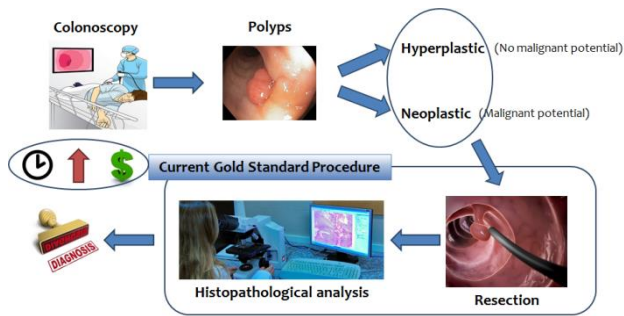 Colonoscopy
Polyps
Hyperplastic (No malignant potential)
Neoplastic (Malignant potential)
$
Current Gold Standard Procedure
DIAGNOSIS
Histopathological analysis
Resection